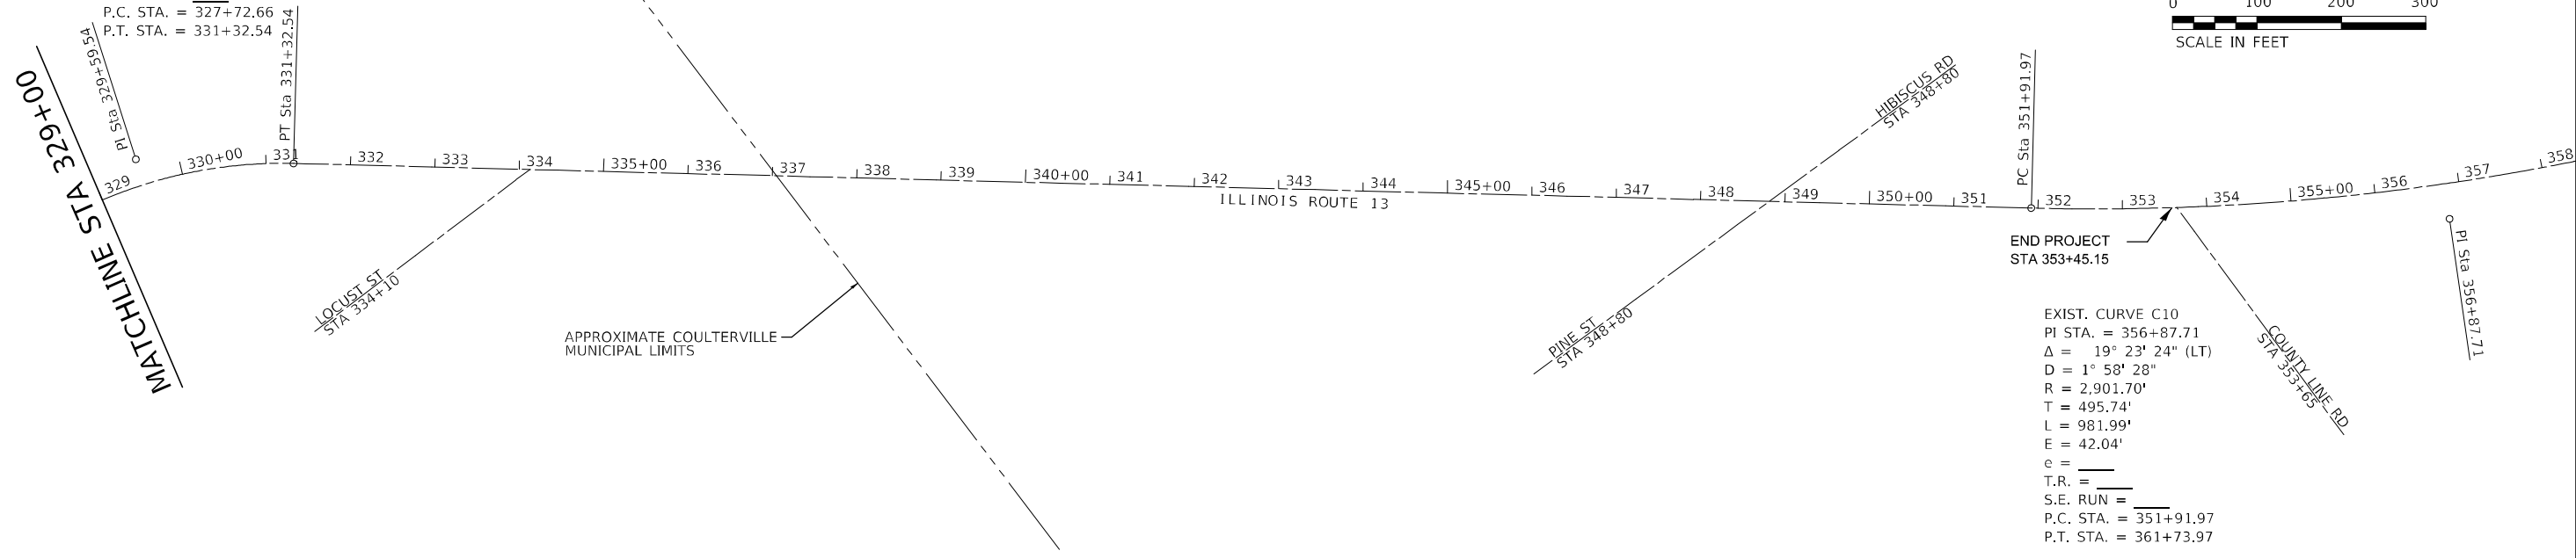 P.C. STA. = 327+72.66
P.T. STA. = 331+32.54
PI Sta 329+59.54
PT Sta 331+32.54
MATCHLINE STA 329+00
0 100 200 300
SCALE IN FEET
329 330+00 331 332 333 334 335+00 336 337 338 339 340+00 341 342 343 344 345+00 346 347 348 349 350+00 351 352 353 354 355+00 356 357 358
ILLINOIS ROUTE 13
LOCUST ST
STA 334+10
APPROXIMATE COULTERVILLE
MUNICIPAL LIMITS
HIBISCUS RD
STA 348+80
PINE ST
STA 348+80
PC Sta 351+91.97
END PROJECT
STA 353+45.15
COUNTY LINE RD
STA 353+65
PI Sta 356+87.71
EXIST. CURVE C10
PI STA. = 356+87.71
Δ = 19° 23' 24" (LT)
D = 1° 58' 28"
R = 2,901.70'
T = 495.74'
L = 981.99'
E = 42.04'
e = ____
T.R. = ____
S.E. RUN = ____
P.C. STA. = 351+91.97
P.T. STA. = 361+73.97